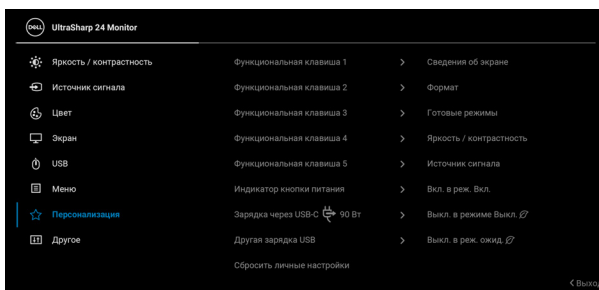 DELL UltraSharp 24 Monitor
Яркость / контрастность Функциональная клавиша 1 > Сведения об экране
Источник сигнала Функциональная клавиша 2 > Формат
Цвет Функциональная клавиша 3 > Готовые режимы
Экран Функциональная клавиша 4 > Яркость / контрастность
USB Функциональная клавиша 5 > Источник сигнала
Меню Индикатор кнопки питания > Вкл. в реж. Вкл.
Персонализация Зарядка через USB-C 90 Вт > Выкл. в режиме Выкл.
Другое Другая зарядка USB > Выкл. в реж. ожид.
Сбросить личные настройки
< Выход